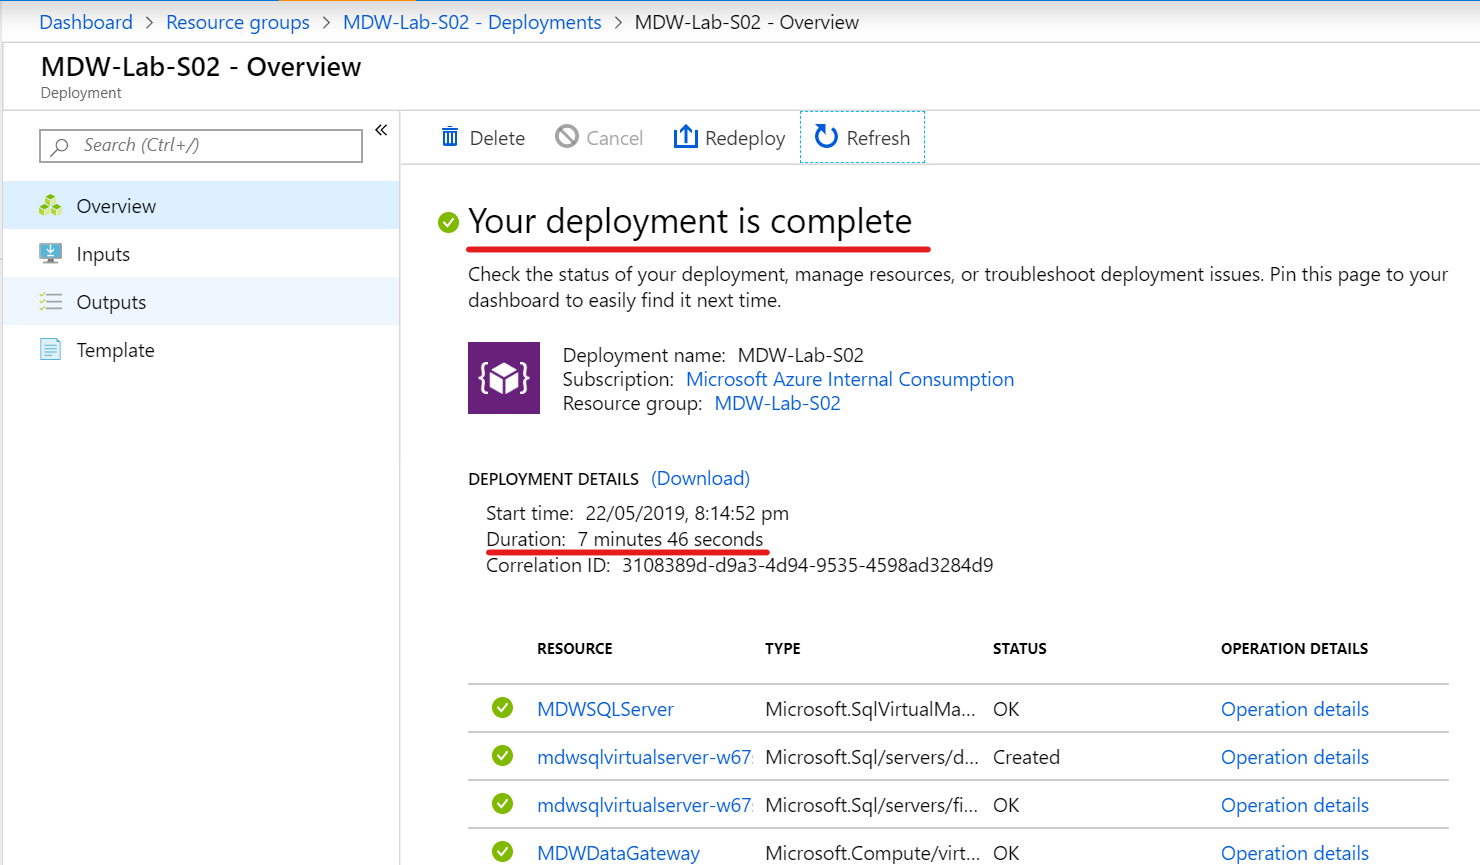 Dashboard > Resource groups > MDW-Lab-S02 - Deployments > MDW-Lab-S02 - Overview
MDW-Lab-S02 - Overview
Deployment
Search (Ctrl+/)
«
Overview
Inputs
Outputs
Template
Delete
Cancel
Redeploy
Refresh
Your deployment is complete
Check the status of your deployment, manage resources, or troubleshoot deployment issues. Pin this page to your
dashboard to easily find it next time.
Deployment name: MDW-Lab-S02
Subscription: Microsoft Azure Internal Consumption
Resource group: MDW-Lab-S02
DEPLOYMENT DETAILS (Download)
Start time: 22/05/2019, 8:14:52 pm
Duration: 7 minutes 46 seconds
Correlation ID: 3108389d-d9a3-4d94-9535-4598ad3284d9
RESOURCE TYPE STATUS OPERATION DETAILS
MDWSQLServer Microsoft.SqlVirtualMa... OK Operation details
mdwsqlvirtualserver-w67 Microsoft.Sql/servers/d... Created Operation details
mdwsqlvirtualserver-w67 Microsoft.Sql/servers/fi... OK Operation details
MDWDataGateway Microsoft.Compute/virt... OK Operation details